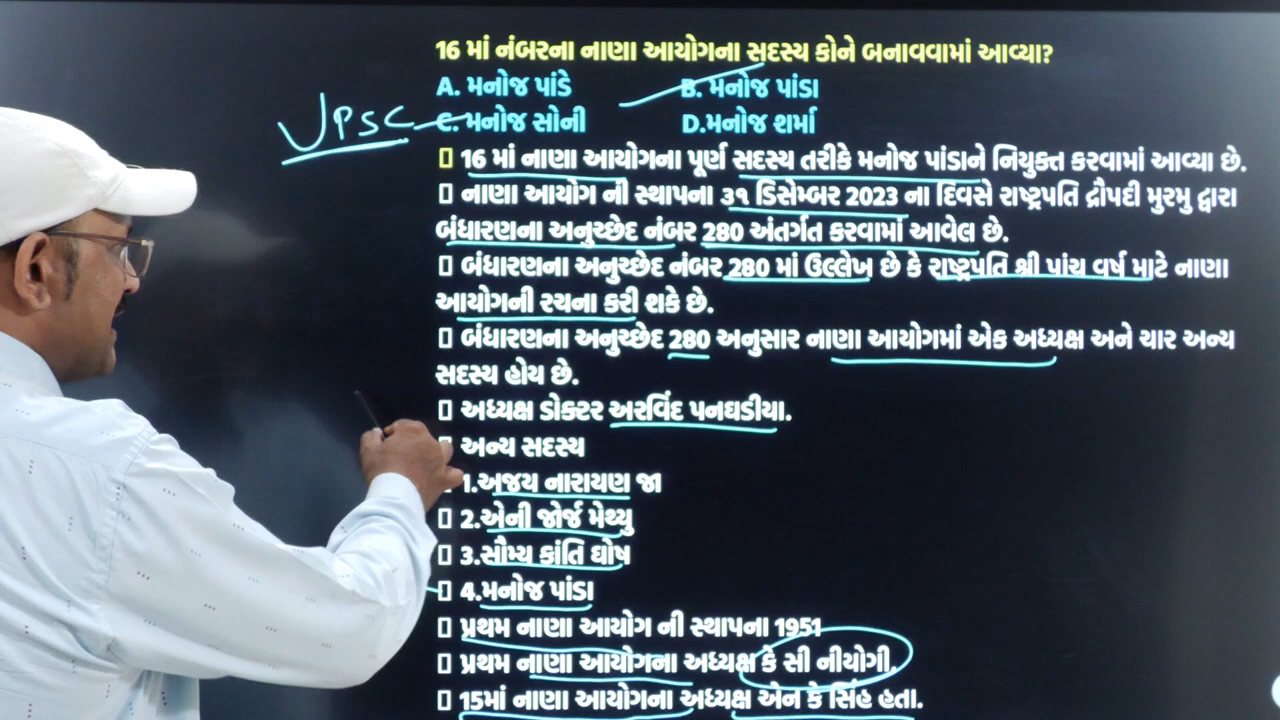 16 માં નંબરના નાણા આયોગના સદસ્ય કોને બનાવવામાં આવ્યા?
A. મનોજ પાંડે B. મનોજ પાંડા
UPSC C. મનોજ સોની D.મનોજ શર્મા
16 માં નાણા આયોગના પૂર્ણ સદસ્ય તરીકે મનોજ પાંડાને નિયુક્ત કરવામાં આવ્યા છે.
નાણા આયોગ ની સ્થાપના ૩૧ ડિસેમ્બર 2023 ના દિવસે રાષ્ટ્રપતિ દ્રૌપદી મુરમુ દ્વારા
બંધારણના અનુચ્છેદ નંબર 280 અંતર્ગત કરવામાં આવેલ છે.
બંધારણના અનુચ્છેદ નંબર 280 માં ઉલ્લેખ છે કે રાષ્ટ્રપતિ શ્રી પાંચ વર્ષ માટે નાણા
આયોગની રચના કરી શકે છે.
બંધારણના અનુચ્છેદ 280 અનુસાર નાણા આયોગમાં એક અધ્યક્ષ અને ચાર અન્ય
સદસ્ય હોય છે.
અધ્યક્ષ ડોક્ટર અરવિંદ પનઘડીયા.
અન્ય સદસ્ય
1.અજય નારાયણ જા
2.એની જોર્જ મેથ્યુ
3.સૌમ્ય કાંતિ ઘોષ
4.મનોજ પાંડા
પ્રથમ નાણા આયોગ ની સ્થાપના 1951
પ્રથમ નાણા આયોગના અધ્યક્ષ કે સી નીયોગી.
15માં નાણા આયોગના અધ્યક્ષ એન કે સિંહ હતા.